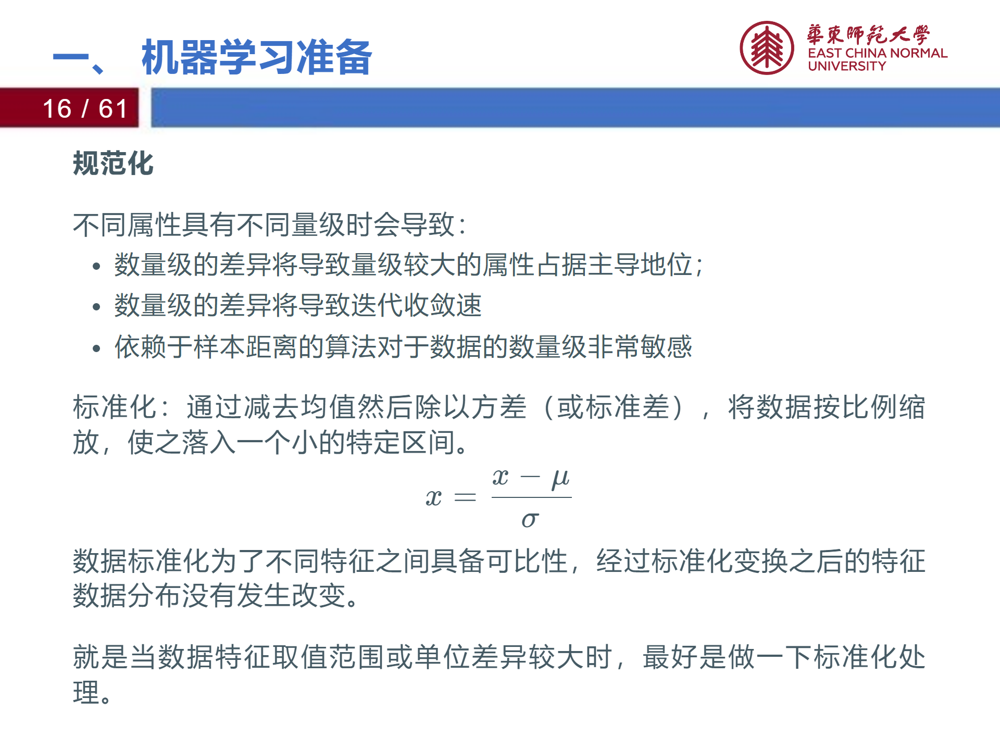 一、 机器学习准备
華東師範大學
EAST CHINA NORMAL
UNIVERSITY
16 / 61
规范化
不同属性具有不同量级时会导致：
• 数量级的差异将导致量级较大的属性占据主导地位；
• 数量级的差异将导致迭代收敛速
• 依赖于样本距离的算法对于数据的数量级非常敏感
标准化：通过减去均值然后除以方差（或标准差），将数据按比例缩
放，使之落入一个小的特定区间。
x = (x − μ) / σ
数据标准化为了不同特征之间具备可比性，经过标准化变换之后的特征
数据分布没有发生改变。
就是当数据特征取值范围或单位差异较大时，最好是做一下标准化处
理。